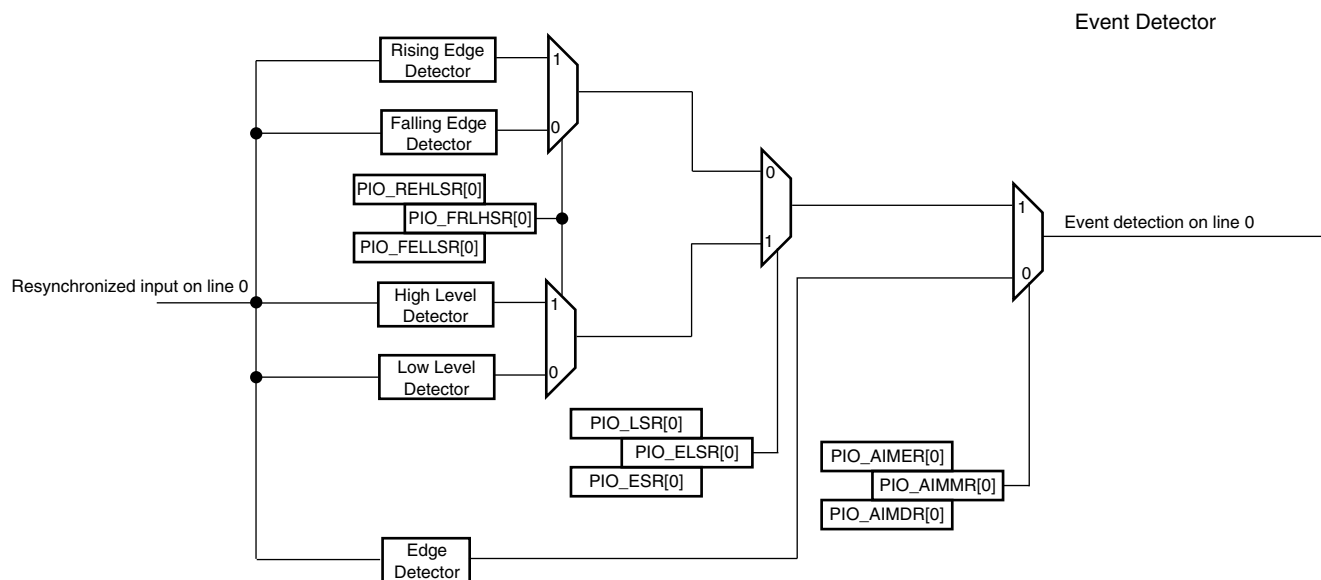 Event Detector
Rising Edge
Detector
1
Falling Edge
Detector
0
0
PIO_REHLSR[0]
PIO_FRLHSR[0]
PIO_FELLSR[0]
1
1
Event detection on line 0
0
Resynchronized input on line 0
High Level
Detector
1
Low Level
Detector
0
PIO_LSR[0]
PIO_ELSR[0]
PIO_ESR[0]
PIO_AIMER[0]
PIO_AIMMR[0]
PIO_AIMDR[0]
Edge
Detector